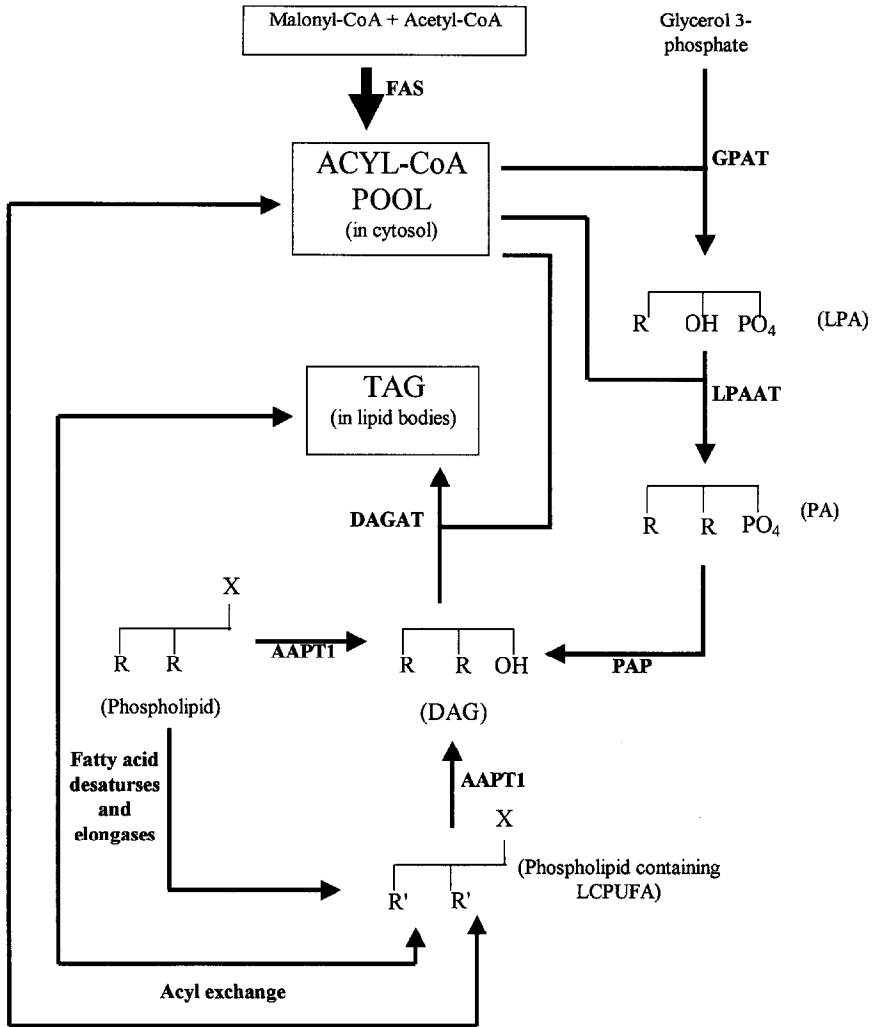 Malonyl-CoA + Acetyl-CoA
Glycerol 3-
phosphate
FAS
ACYL-CoA
POOL
(in cytosol)
GPAT
R OH PO4
(LPA)
TAG
(in lipid bodies)
LPAAT
DAGAT
R R PO4
(PA)
X
R R
(Phospholipid)
AAPT1
R R OH
(DAG)
PAP
Fatty acid
desaturses
and
elongases
AAPT1
X
R' R'
(Phospholipid containing
LCPUFA)
Acyl exchange